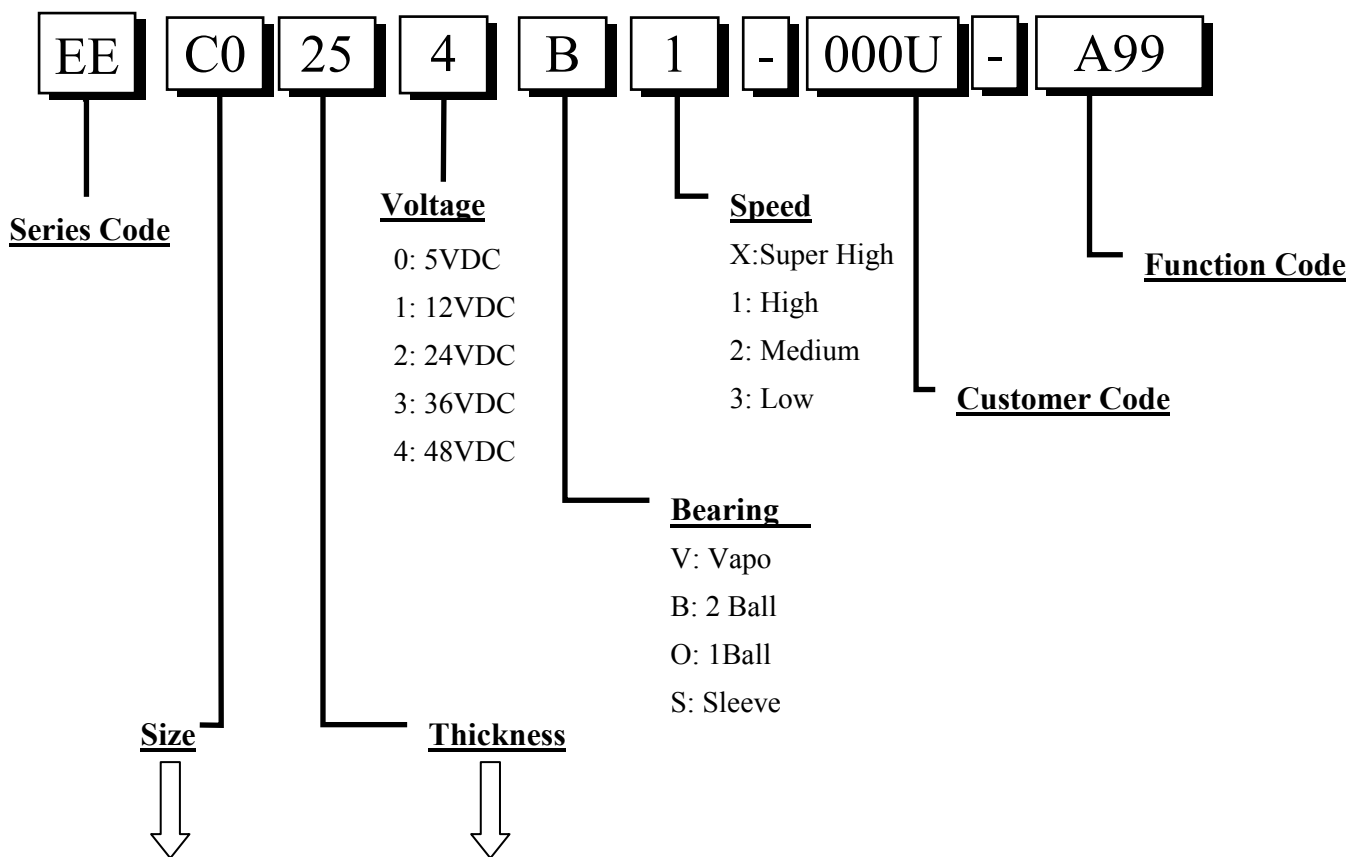 EE C0 25 4 B 1 - 000U - A99
Series Code
Voltage
0: 5VDC
1: 12VDC
2: 24VDC
3: 36VDC
4: 48VDC
Speed
X:Super High
1: High
2: Medium
3: Low
Function Code
Customer Code
Bearing
V: Vapo
B: 2 Ball
O: 1Ball
S: Sleeve
Size
Thickness